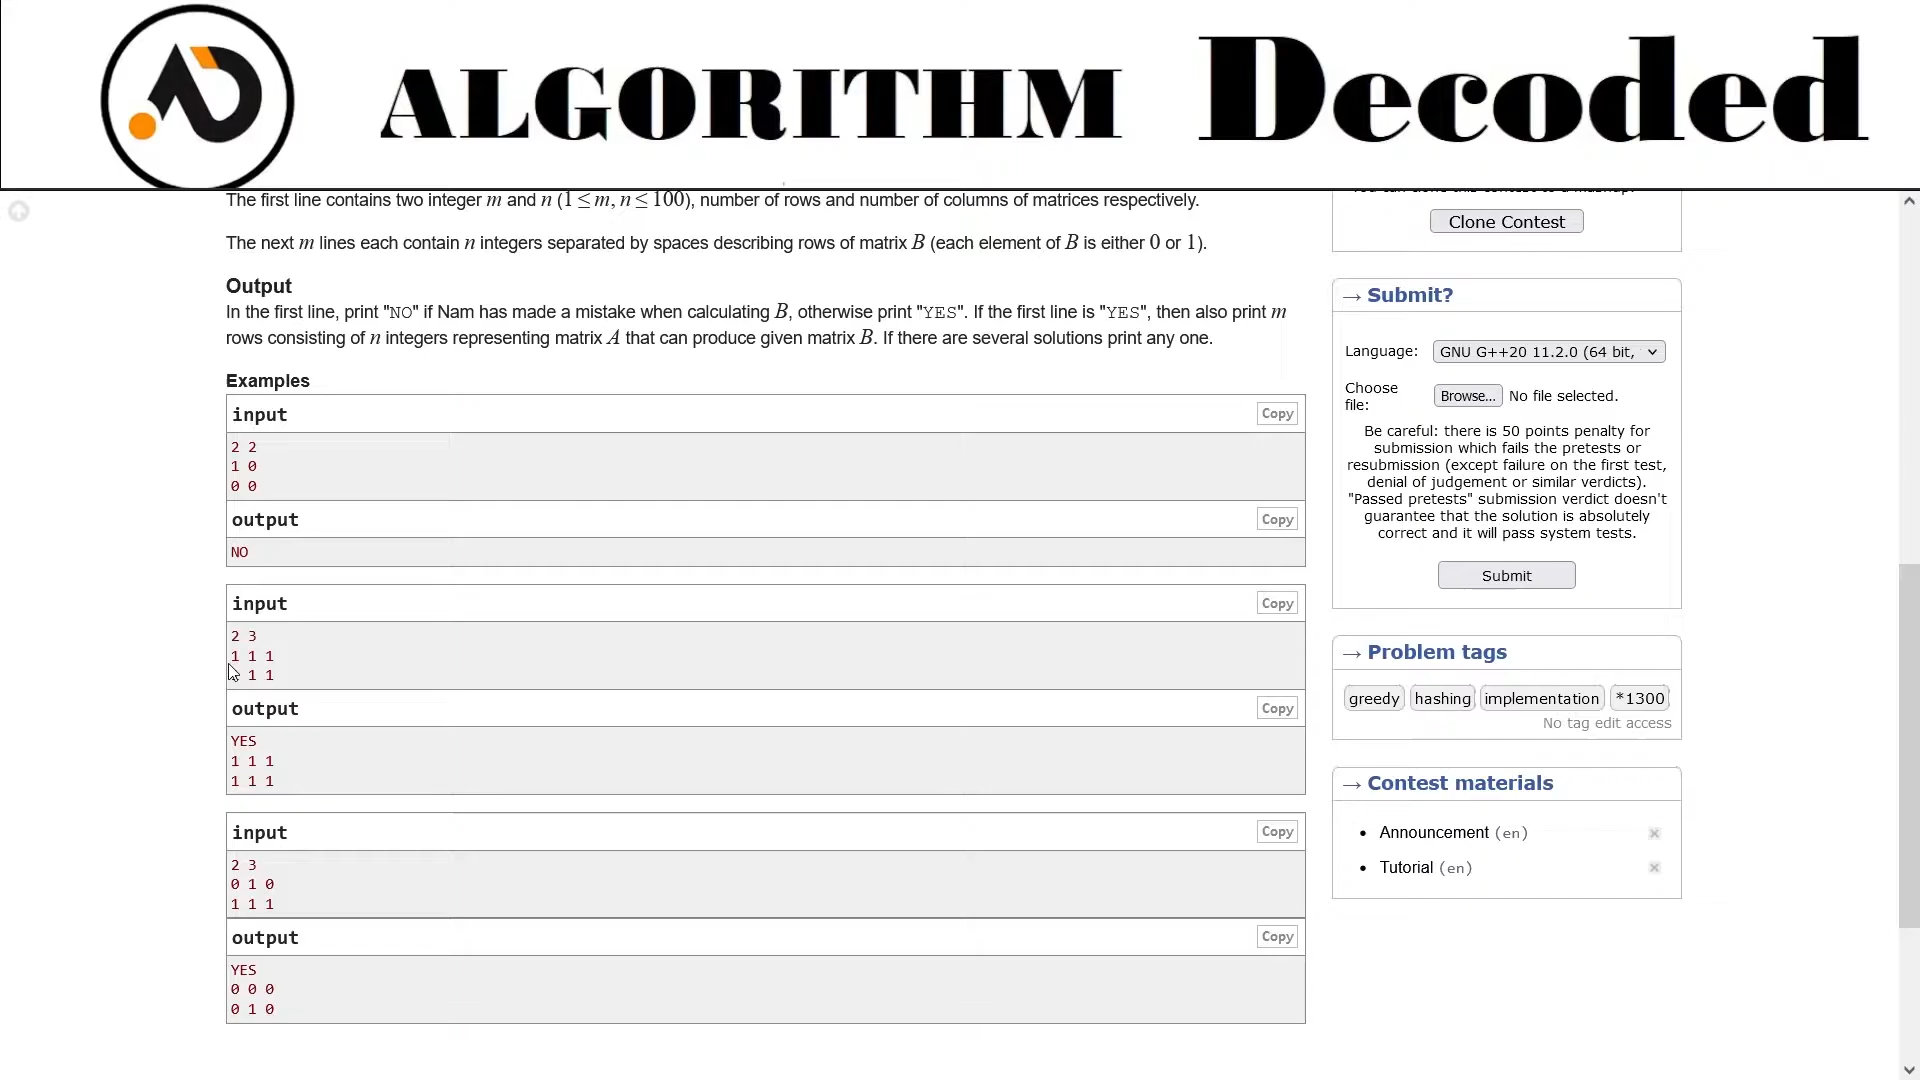 ALGORITHM Decoded
The first line contains two integer m and n (1 ≤ m, n ≤ 100), number of rows and number of columns of matrices respectively.
The next m lines each contain n integers separated by spaces describing rows of matrix B (each element of B is either 0 or 1).
Output
In the first line, print "NO" if Nam has made a mistake when calculating B, otherwise print "YES". If the first line is "YES", then also print m
rows consisting of n integers representing matrix A that can produce given matrix B. If there are several solutions print any one.
Examples
input
Copy
2 2
1 0
0 0
output
Copy
NO
input
Copy
2 3
1 1 1
1 1
output
Copy
YES
1 1 1
1 1 1
input
Copy
2 3
0 1 0
1 1 1
output
Copy
YES
0 0 0
0 1 0
Clone Contest
→ Submit?
Language: GNU G++20 11.2.0 (64 bit,
Choose
file:
Browse... No file selected.
Be careful: there is 50 points penalty for
submission which fails the pretests or
resubmission (except failure on the first test,
denial of judgement or similar verdicts).
"Passed pretests" submission verdict doesn't
guarantee that the solution is absolutely
correct and it will pass system tests.
Submit
→ Problem tags
greedy hashing implementation *1300
No tag edit access
→ Contest materials
• Announcement (en)
• Tutorial (en)